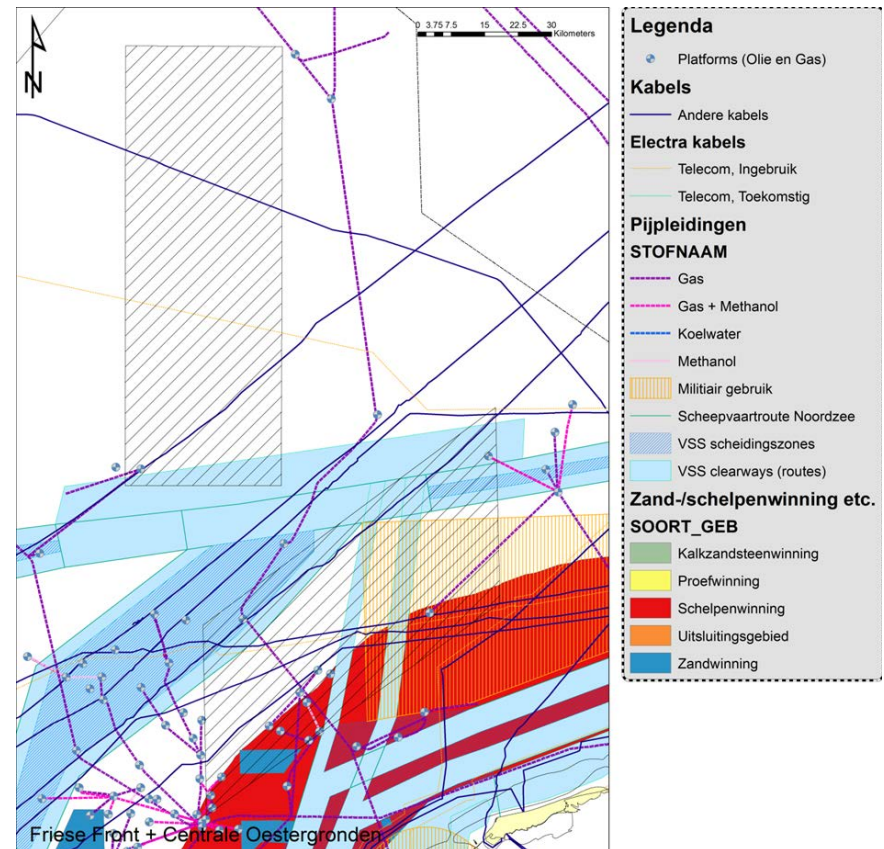 N
0 3.75 7.5 15 22.5 30
Kilometers
Friese Front + Centrale Oestergronden
Legenda
Platforms (Olie en Gas)
Kabels
Andere kabels
Electra kabels
Telecom, Ingebruik
Telecom, Toekomstig
Pijpleidingen
STOFNAAM
Gas
Gas + Methanol
Koelwater
Methanol
Militiair gebruik
Scheepvaartroute Noordzee
VSS scheidingszones
VSS clearways (routes)
Zand-/schelpenwinning etc.
SOORT_GEB
Kalkzandsteenwinning
Proefwinning
Schelpenwinning
Uitsluitingsgebied
Zandwinning